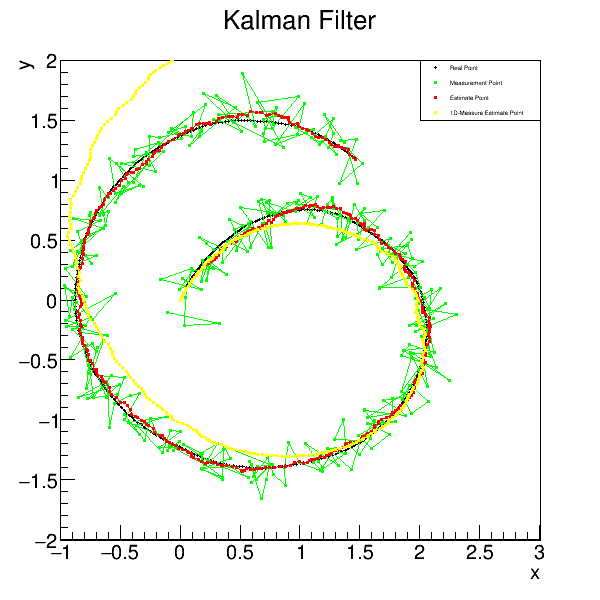 Kalman Filter
y
Real Point
Measurement Point
Estimate Point
1D-Measure Estimate Point
2
1.5
1
0.5
0
−0.5
−1
−1.5
−2
−1 −0.5 0 0.5 1 1.5 2 2.5 3
x